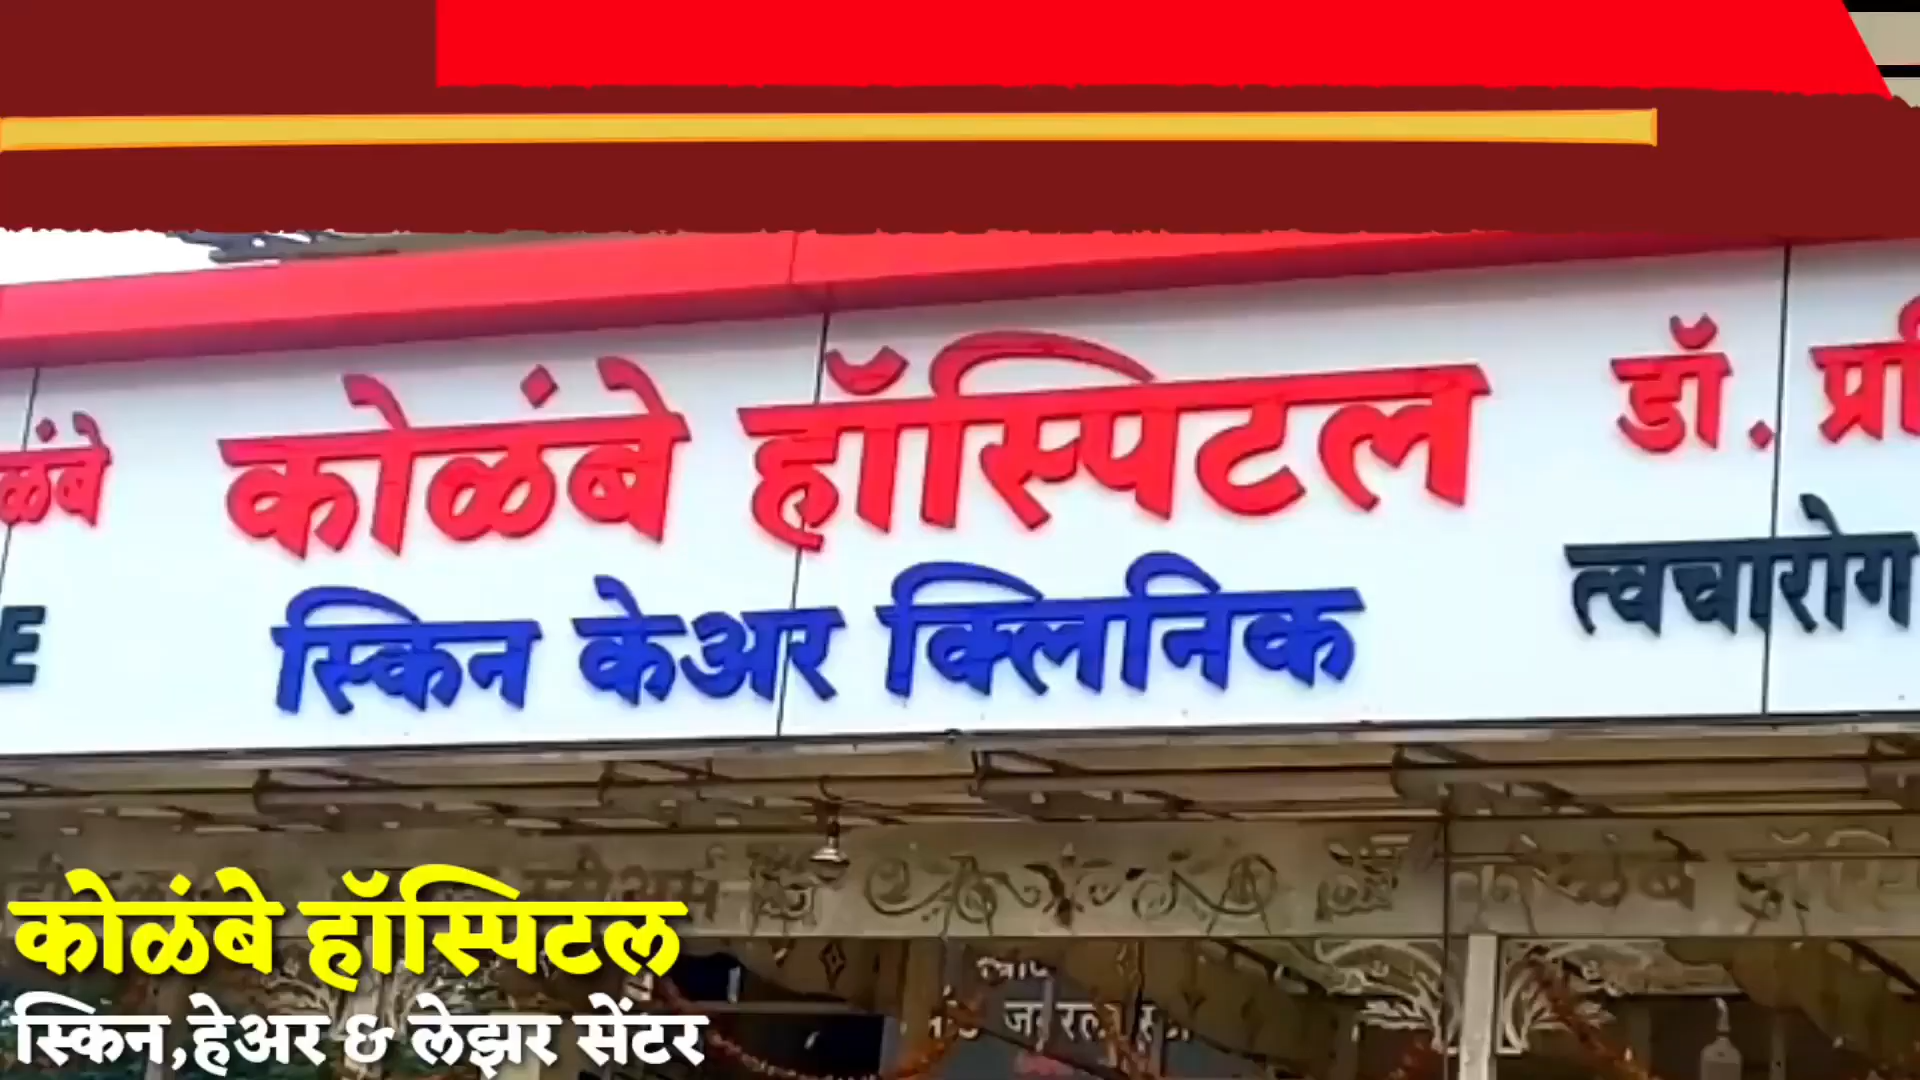 कोळंबे हॉस्पिटल
स्किन केअर क्लिनिक
ळंबे
E
डॉ. प्र
त्वचारोग
कोळंबे हॉस्पिटल
स्किन,हेअर & लेझर सेंटर